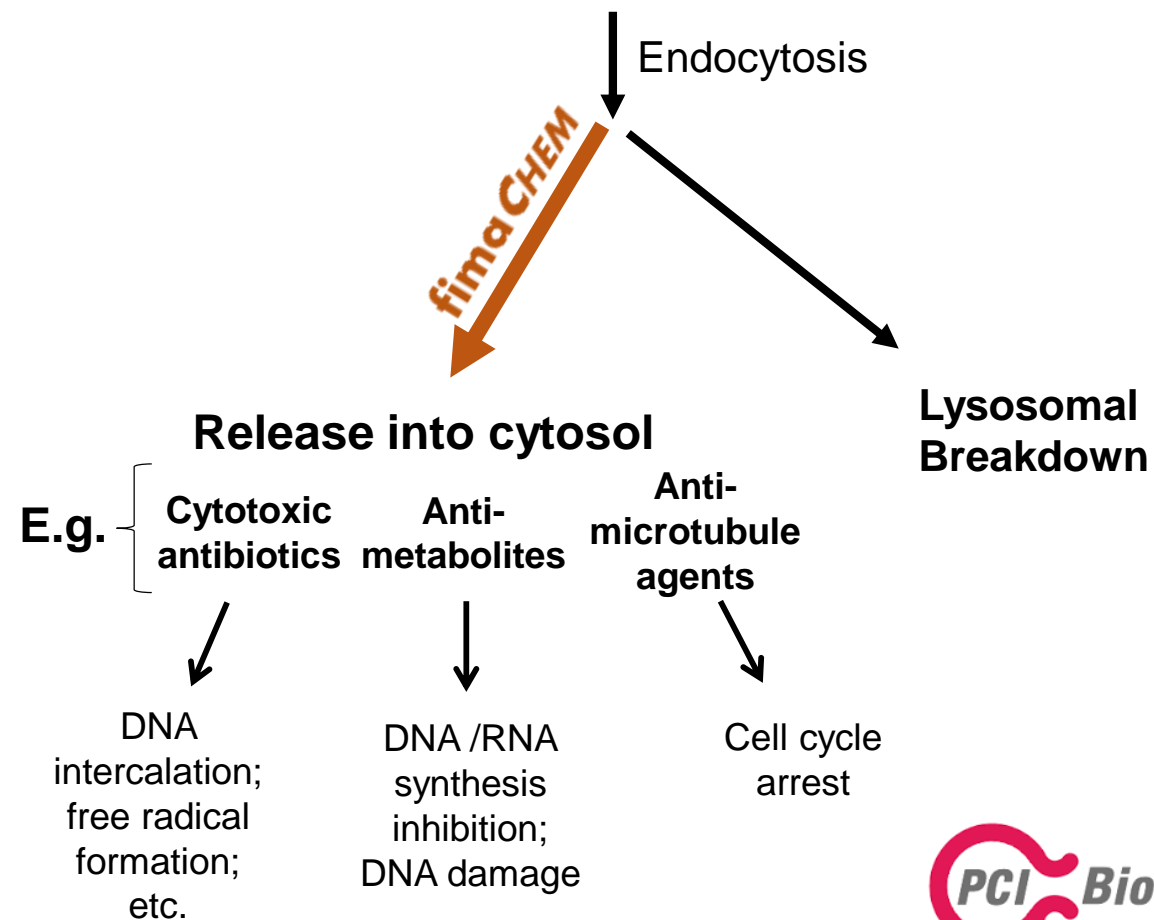 Endocytosis
fimaCHEM
Lysosomal
Breakdown
Release into cytosol
E.g.
Cytotoxic
antibiotics
Anti-
metabolites
Anti-
microtubule
agents
DNA
intercalation;
free radical
formation;
etc.
DNA /RNA
synthesis
inhibition;
DNA damage
Cell cycle
arrest
PCI Bio